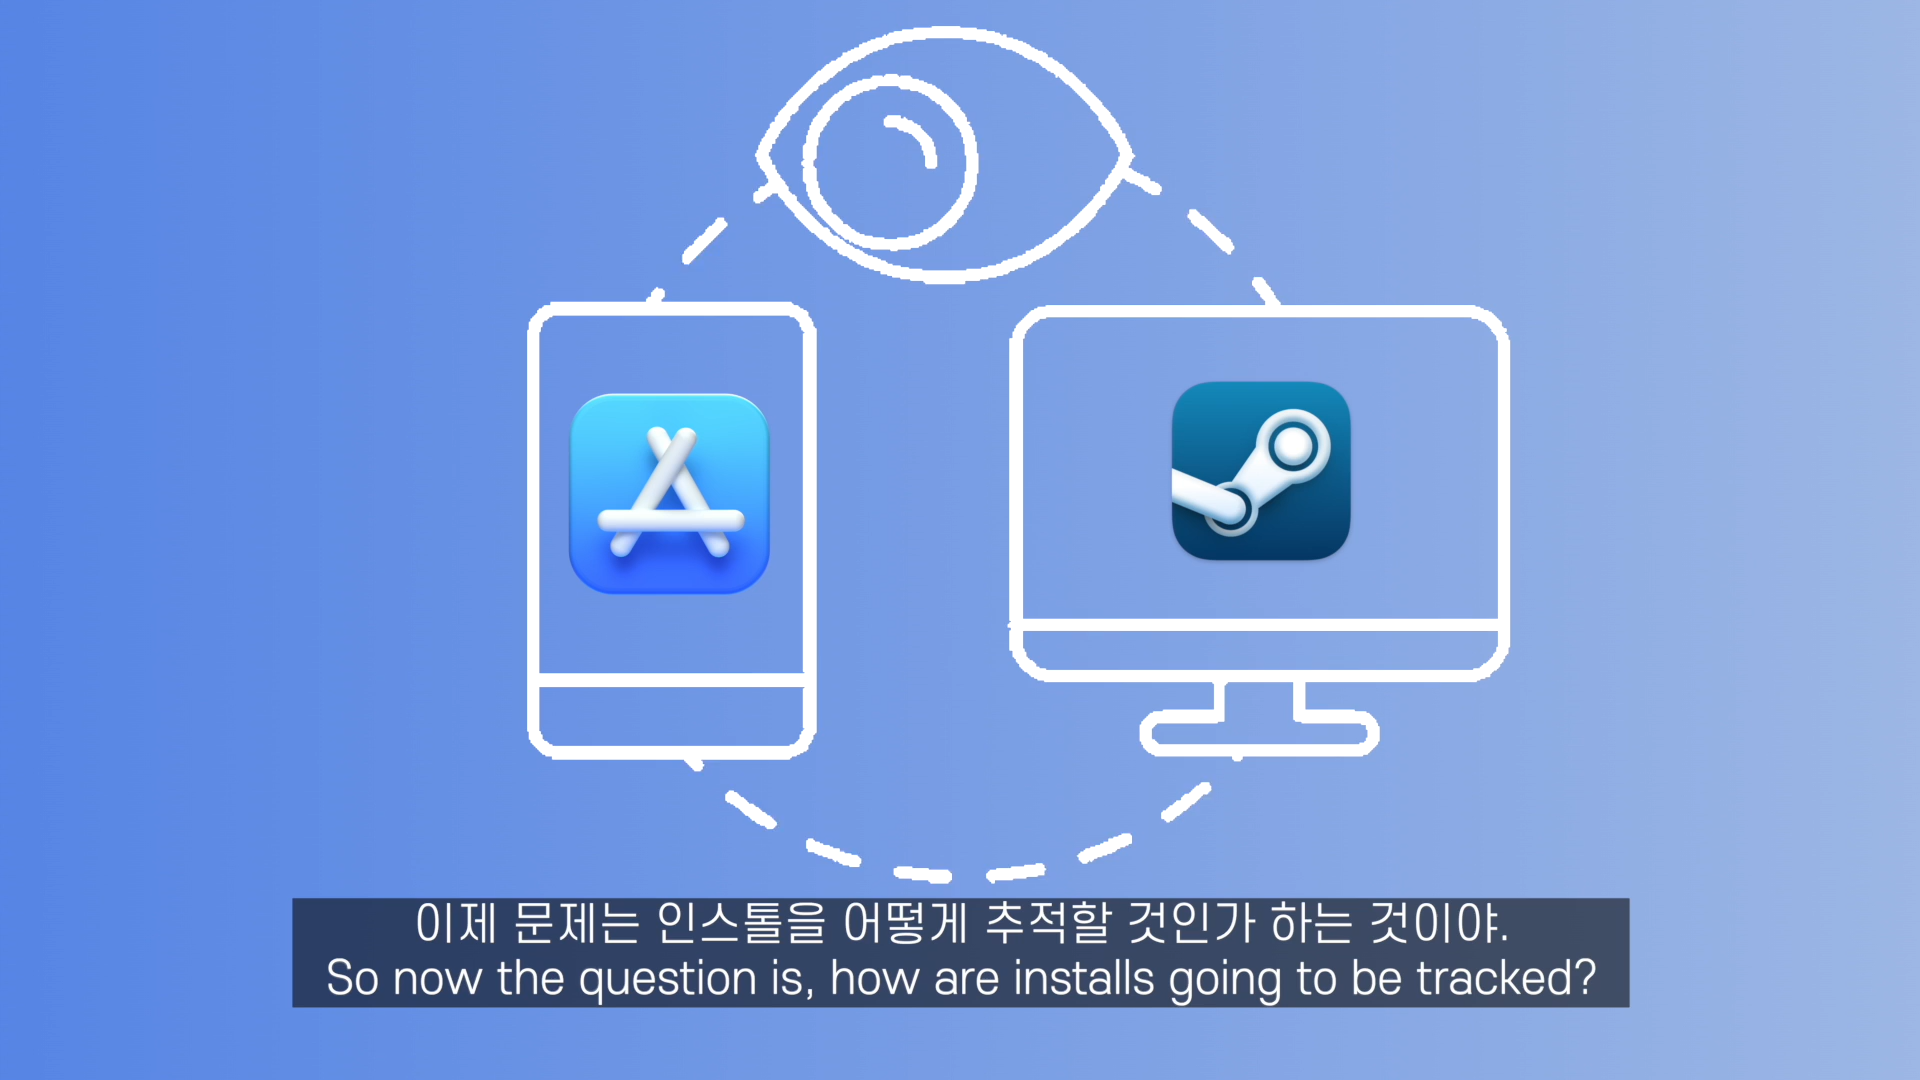 이제 문제는 인스톨을 어떻게 추적할 것인가 하는 것이야.
So now the question is, how are installs going to be tracked?